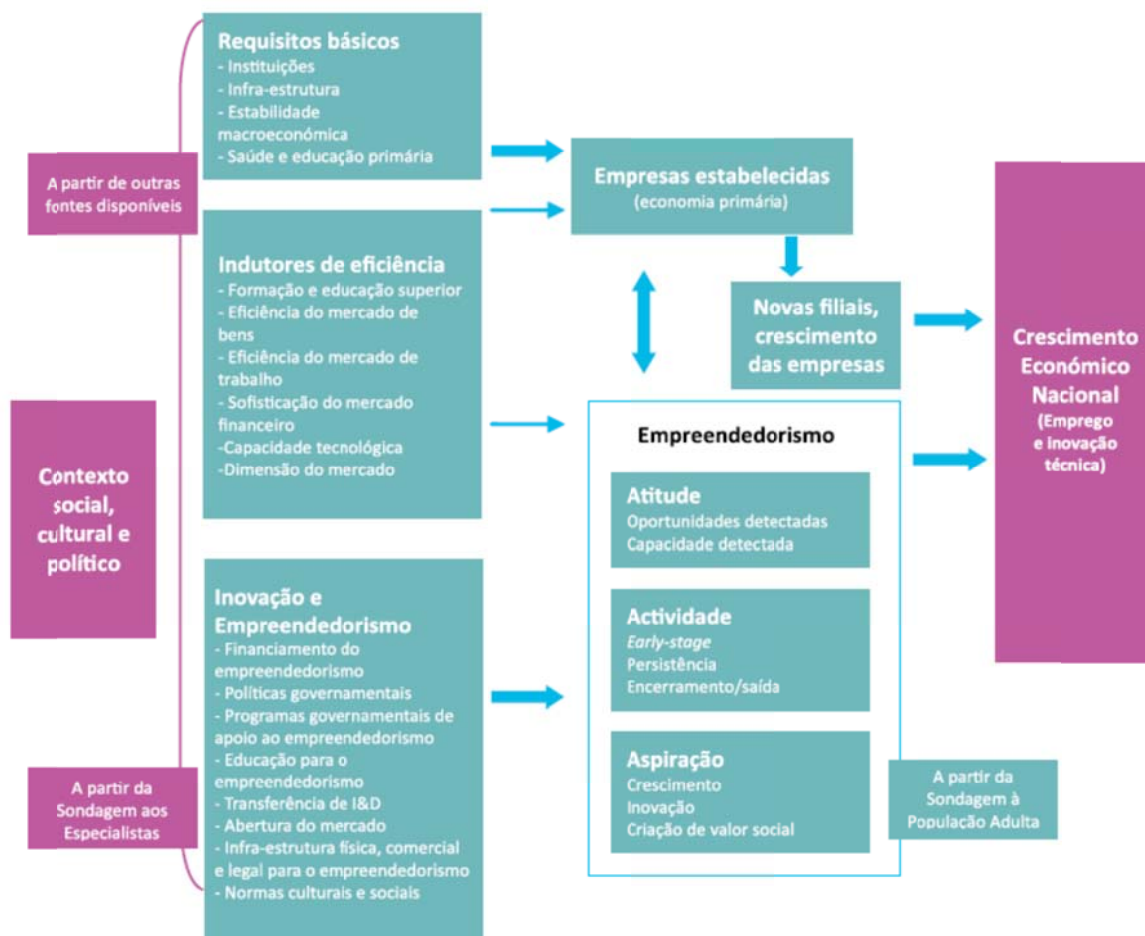 Requisitos básicos
- Instituições
- Infra-estrutura
- Estabilidade
macroeconómica
- Saúde e educação primária
A partir de outras
fontes disponíveis
Indutores de eficiência
- Formação e educação superior
- Eficiência do mercado de
bens
- Eficiência do mercado de
trabalho
- Sofisticação do mercado
financeiro
-Capacidade tecnológica
-Dimensão do mercado
Contexto
social,
cultural e
político
Inovação e
Empreendedorismo
- Financiamento do
empreendedorismo
- Políticas governamentais
- Programas governamentais de
apoio ao empreendedorismo
- Educação para o
empreendedorismo
- Transferência de I&D
- Abertura do mercado
- Infra-estrutura física, comercial
e legal para o empreendedorismo
- Normas culturais e sociais
A partir da
Sondagem aos
Especialistas
Empresas estabelecidas
(economia primária)
Novas filiais,
crescimento
das empresas
Empreendedorismo
Atitude
Oportunidades detectadas
Capacidade detectada
Actividade
Early-stage
Persistência
Encerramento/saída
Aspiração
Crescimento
Inovação
Criação de valor social
A partir da
Sondagem à
População Adulta
Crescimento
Económico
Nacional
(Emprego
e inovação
técnica)